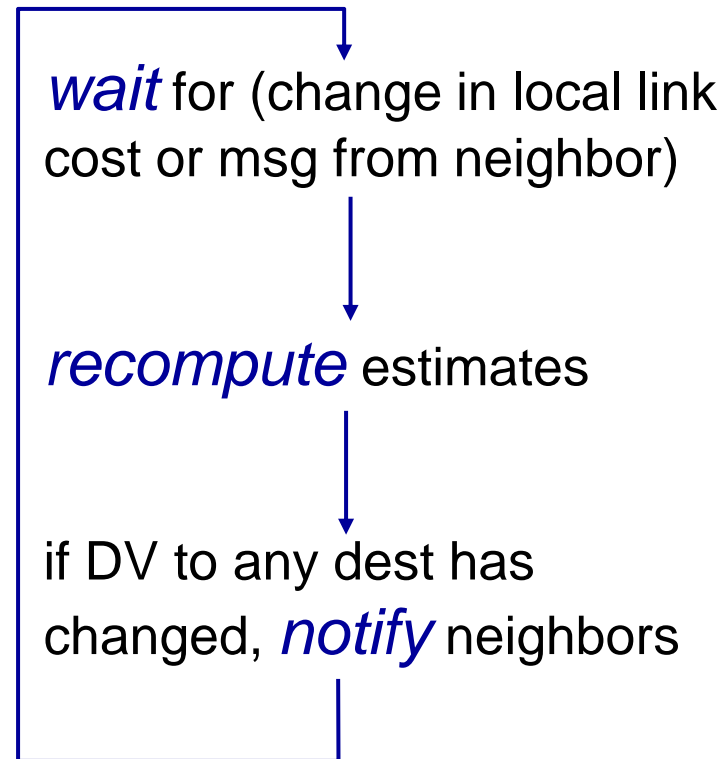 wait for (change in local link
cost or msg from neighbor)
recompute estimates
if DV to any dest has
changed, notify neighbors